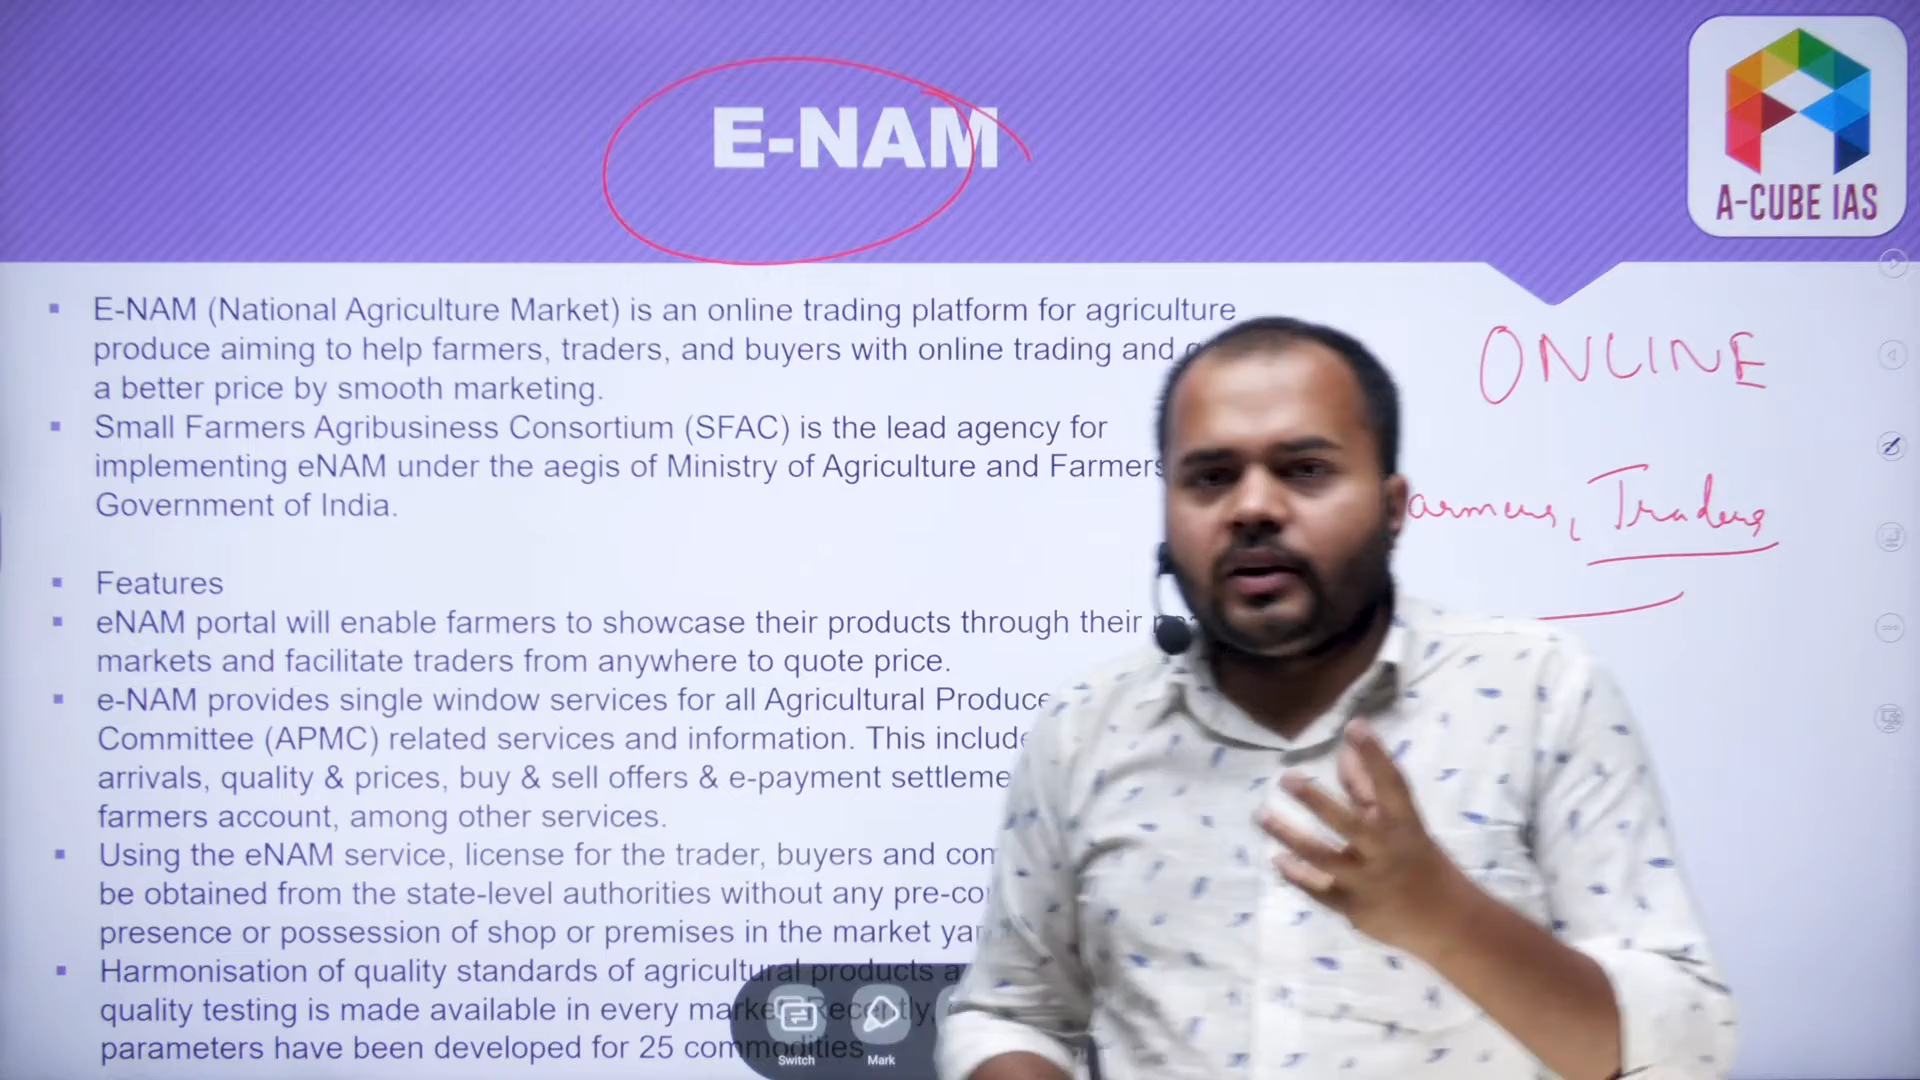 E-NAM
A-CUBE IAS
E-NAM (National Agriculture Market) is an online trading platform for agriculture
produce aiming to help farmers, traders, and buyers with online trading and
a better price by smooth marketing.
Small Farmers Agribusiness Consortium (SFAC) is the lead agency for
implementing eNAM under the aegis of Ministry of Agriculture and Farmers
Government of India.
Features
eNAM portal will enable farmers to showcase their products through their
markets and facilitate traders from anywhere to quote price.
e-NAM provides single window services for all Agricultural Produce
Committee (APMC) related services and information. This
arrivals, quality & prices, buy & sell offers & e-payment
farmers account, among other services.
Using the eNAM service, license for the trader, buyers and
be obtained from the state-level authorities without any
presence or possession of shop or premises in the market
Harmonisation of quality standards of agricultural products
quality testing is made available in every market. Recently,
parameters have been developed for 25 commodities
ONLINE
Traders
Switch
Mark